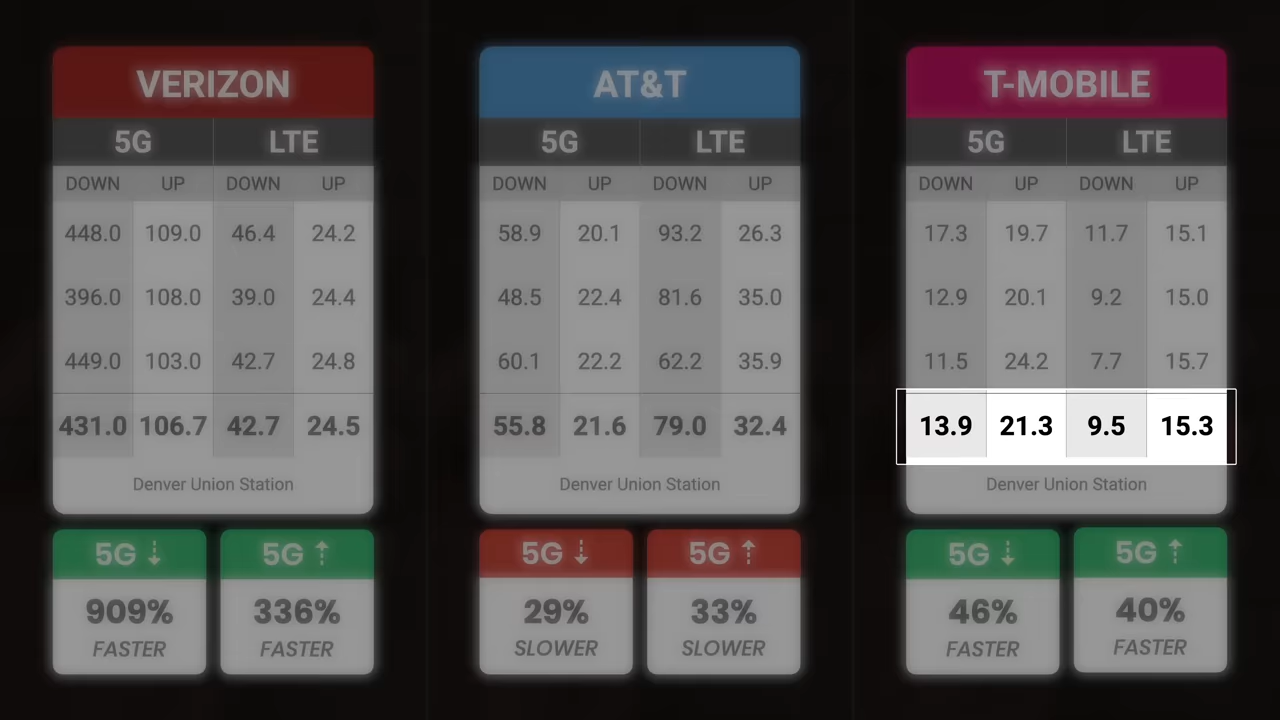 VERIZON
5G LTE
DOWN UP DOWN UP
448.0 109.0 46.4 24.2
396.0 108.0 39.0 24.4
449.0 103.0 42.7 24.8
431.0 106.7 42.7 24.5
Denver Union Station
5G ⇣ 5G ⇡
909% 336%
FASTER FASTER
AT&T
5G LTE
DOWN UP DOWN UP
58.9 20.1 93.2 26.3
48.5 22.4 81.6 35.0
60.1 22.2 62.2 35.9
55.8 21.6 79.0 32.4
Denver Union Station
5G ⇣ 5G ⇡
29% 33%
SLOWER SLOWER
T-MOBILE
5G LTE
DOWN UP DOWN UP
17.3 19.7 11.7 15.1
12.9 20.1 9.2 15.0
11.5 24.2 7.7 15.7
13.9 21.3 9.5 15.3
Denver Union Station
5G ⇣ 5G ⇡
46% 40%
FASTER FASTER